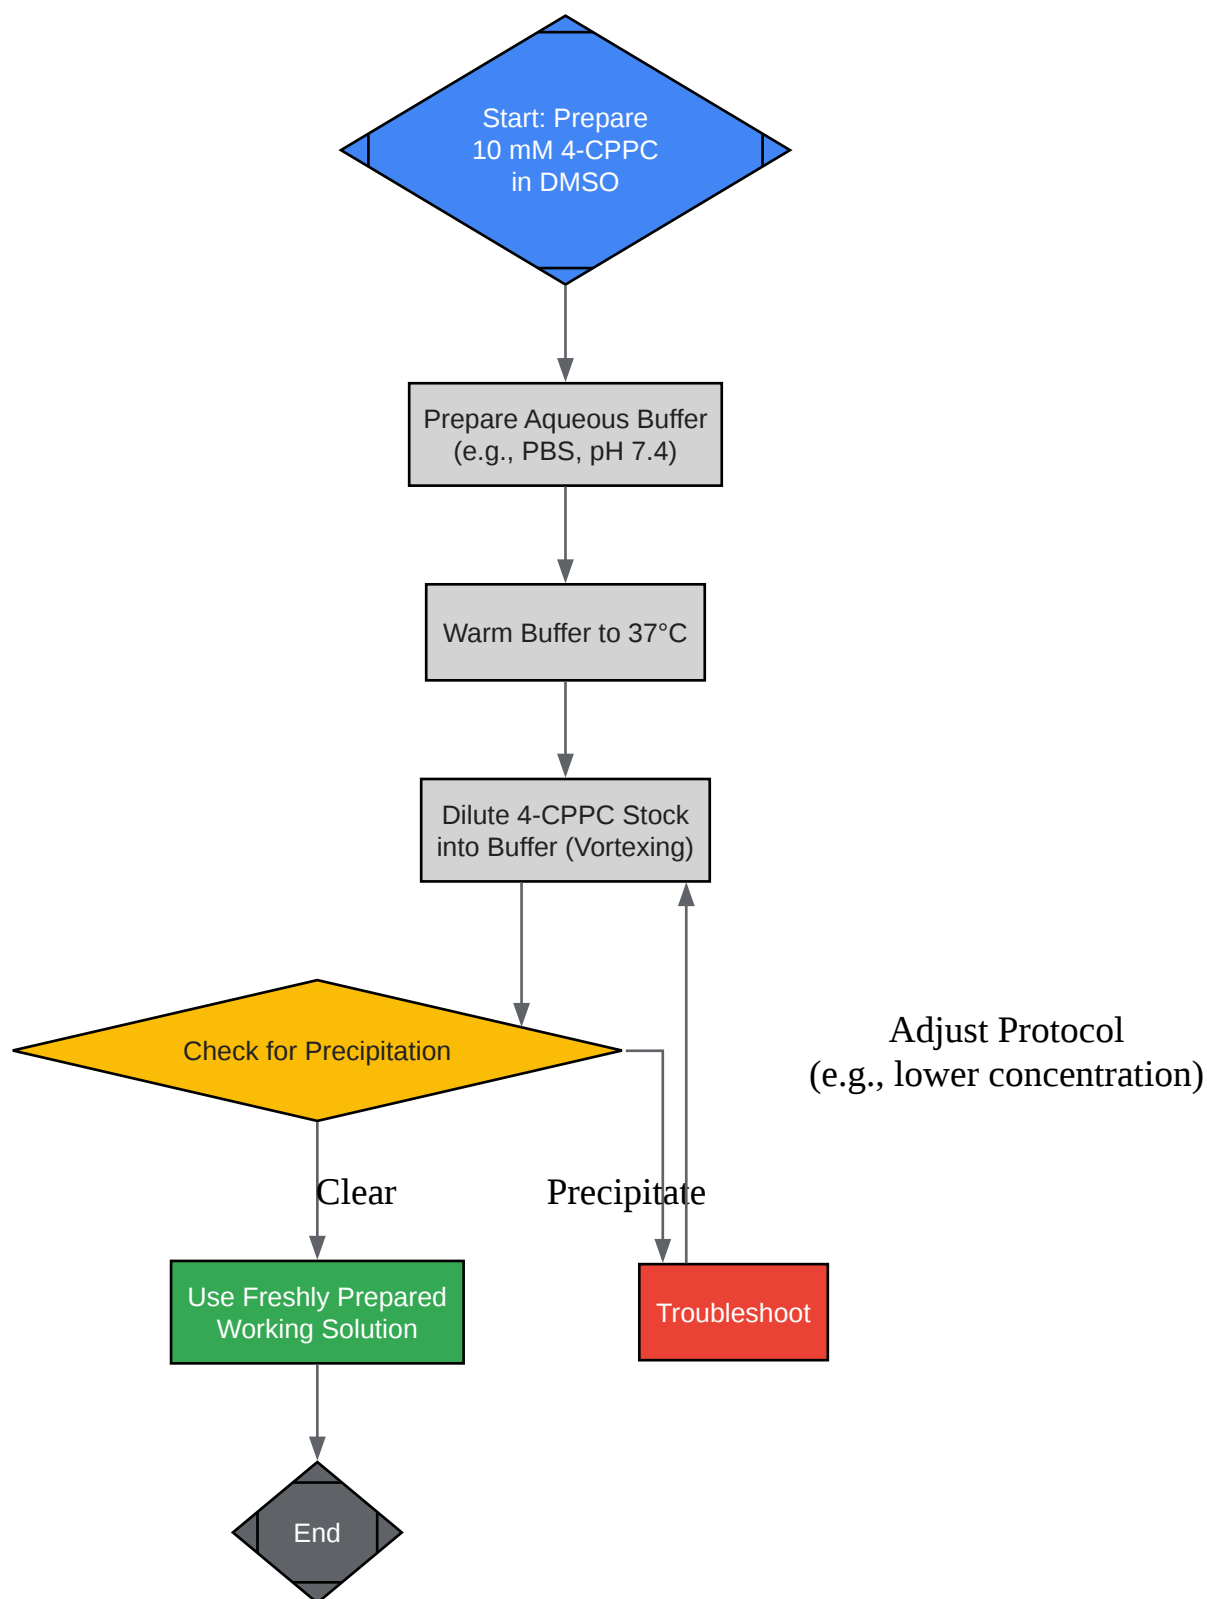 Start: Prepare
10 mM 4-CPPC
in DMSO
Prepare Aqueous Buffer
(e.g., PBS, pH 7.4)
Warm Buffer to 37°C
Dilute 4-CPPC Stock
into Buffer (Vortexing)
Check for Precipitation
Adjust Protocol
(e.g., lower concentration)
Clear
Precipitate
Use Freshly Prepared
Working Solution
Troubleshoot
End